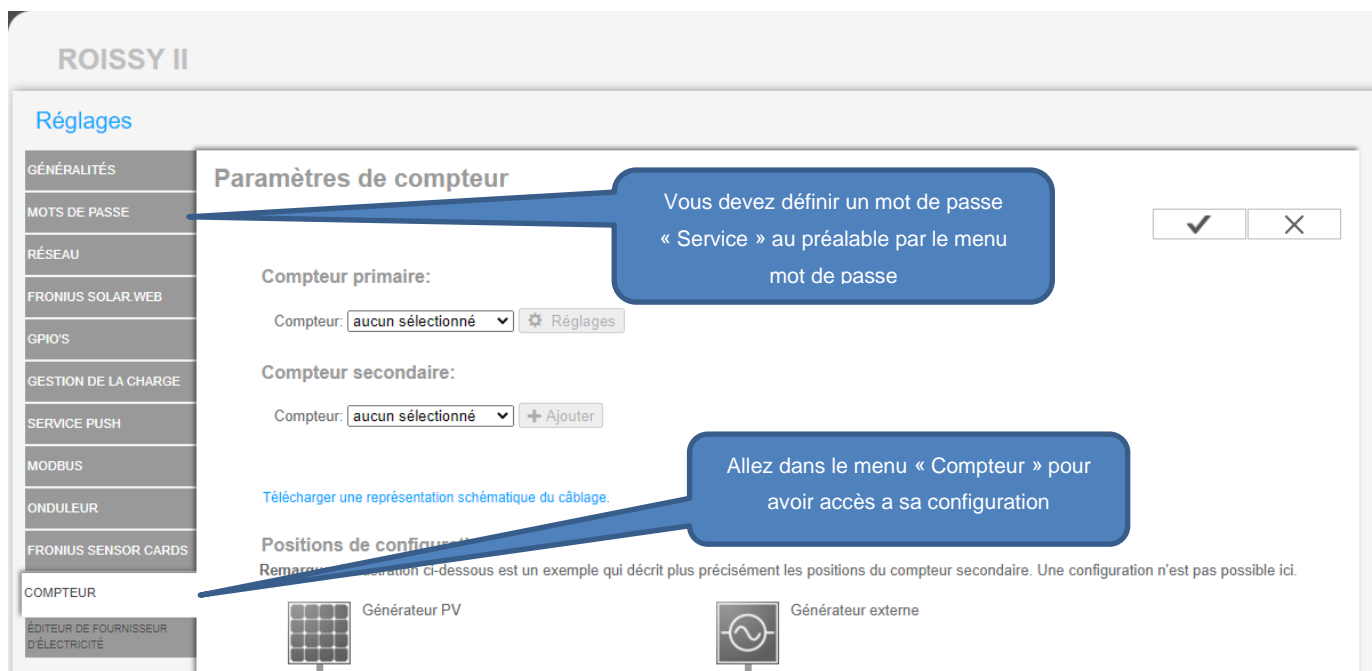 ROISSY II
Réglages
GÉNÉRALITÉS
MOTS DE PASSE
RÉSEAU
FRONIUS SOLAR.WEB
GPIO'S
GESTION DE LA CHARGE
SERVICE PUSH
MODBUS
ONDULEUR
FRONIUS SENSOR CARDS
COMPTEUR
ÉDITEUR DE FOURNISSEUR
D'ÉLECTRICITÉ
Paramètres de compteur
Vous devez définir un mot de passe
« Service » au préalable par le menu
mot de passe
Compteur primaire:
Compteur: aucun sélectionné Réglages
Compteur secondaire:
Compteur: aucun sélectionné Ajouter
Allez dans le menu « Compteur » pour
avoir accès a sa configuration
Télécharger une représentation schématique du câblage.
Positions de
ci-dessous est un exemple qui décrit plus précisément les positions du compteur secondaire. Une configuration n'est pas possible ici.
Générateur PV
Générateur externe